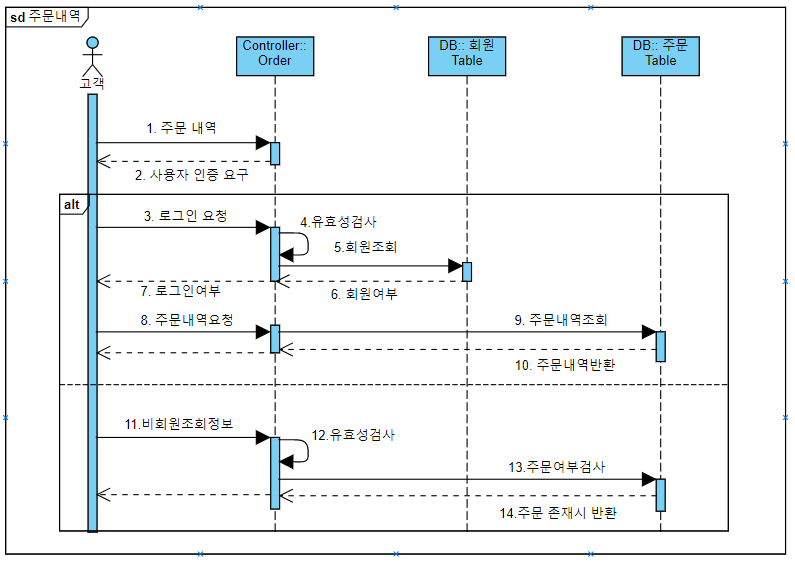 sd 주문내역
고객
Controller::
Order
DB:: 회원
Table
DB:: 주문
Table
1. 주문 내역
2. 사용자 인증 요구
alt
3. 로그인 요청
4.유효성검사
5.회원조회
6. 회원여부
7. 로그인여부
8. 주문내역요청
9. 주문내역조회
10. 주문내역반환
11.비회원조회정보
12.유효성검사
13.주문여부검사
14.주문 존재시 반환